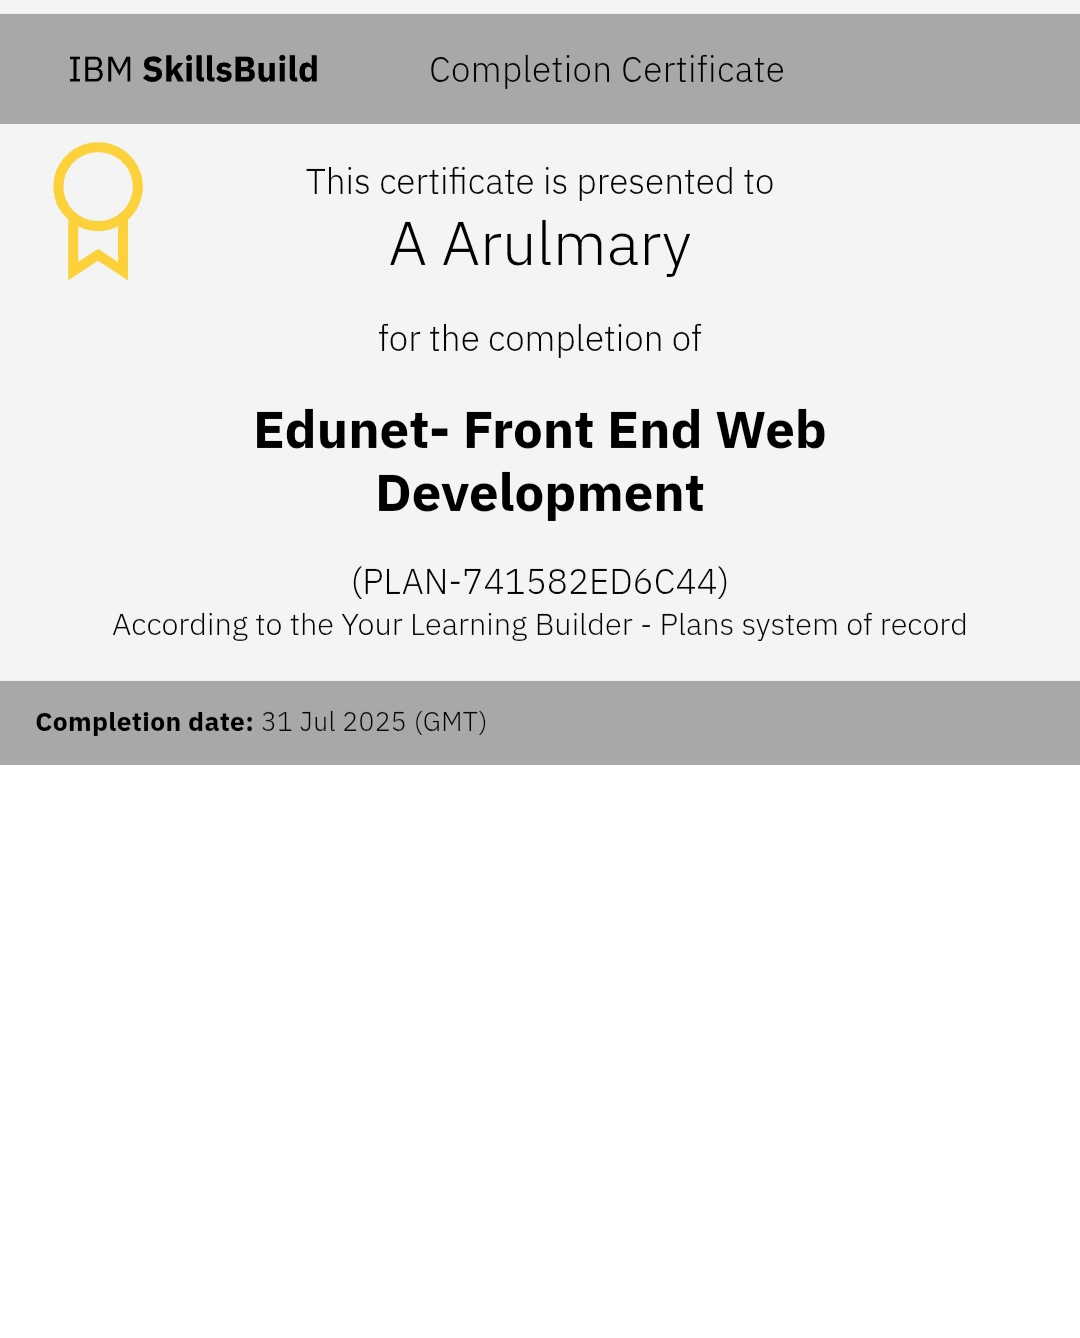 IBM SkillsBuild Completion Certificate
This certificate is presented to
A Arulmary
for the completion of
Edunet- Front End Web
Development
(PLAN-741582ED6C44)
According to the Your Learning Builder - Plans system of record
Completion date: 31 Jul 2025 (GMT)